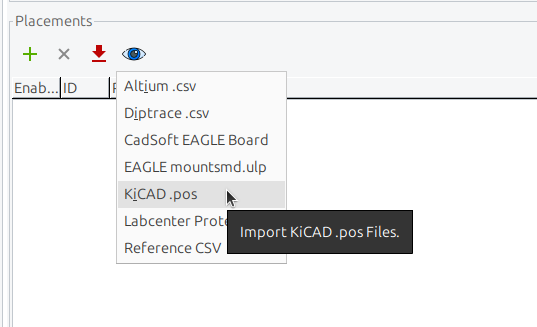 Placements
Enab... ID
Altium .csv
Diptrace .csv
CadSoft EAGLE Board
EAGLE mountsmd.ulp
KiCAD .pos
Labcenter
Import KiCAD .pos Files.
Reference CSV